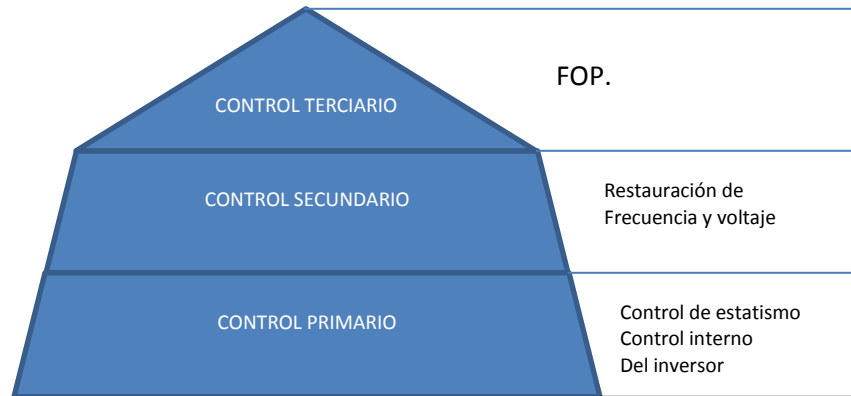 CONTROL TERCIARIO
FOP.
CONTROL SECUNDARIO
Restauración de
Frecuencia y voltaje
CONTROL PRIMARIO
Control de estatismo
Control interno
Del inversor